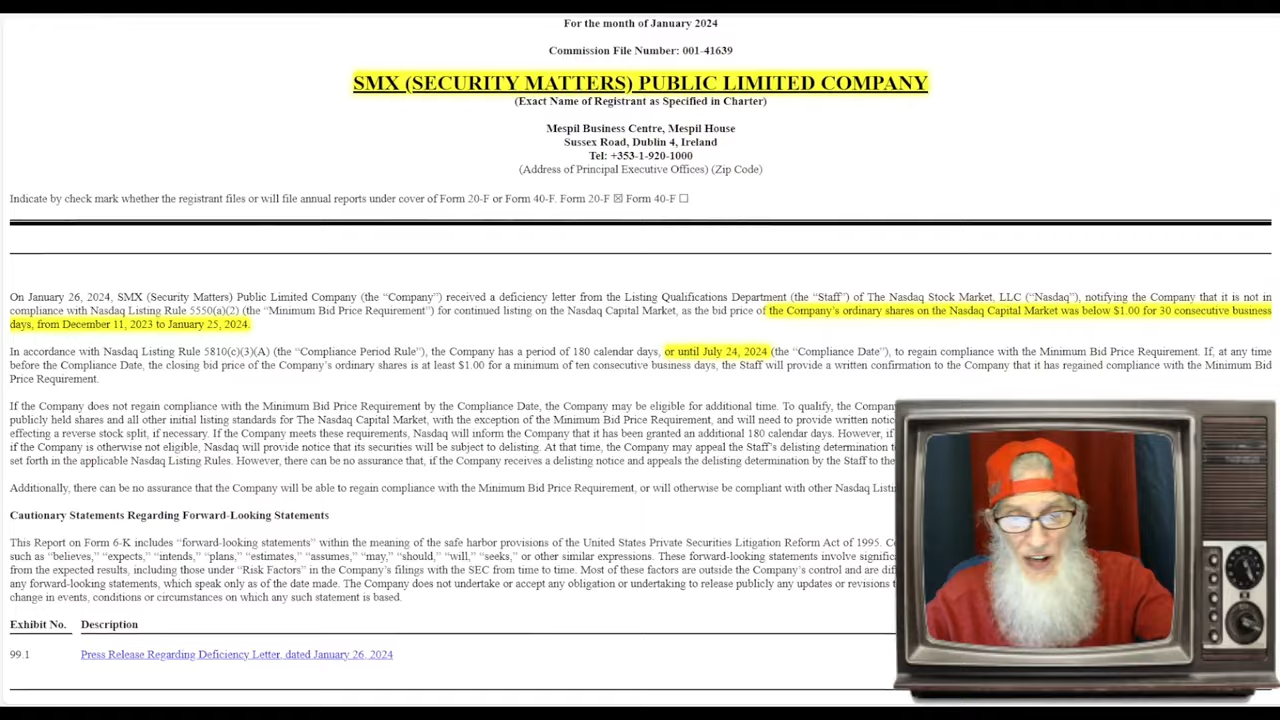 For the month of January 2024
Commission File Number: 001-41639
SMX (SECURITY MATTERS) PUBLIC LIMITED COMPANY
(Exact Name of Registrant as Specified in Charter)
Mespil Business Centre, Mespil House
Sussex Road, Dublin 4, Ireland
Tel: +353-1-920-1000
(Address of Principal Executive Offices) (Zip Code)
Indicate by check mark whether the registrant files or will file annual reports under cover of Form 20-F or Form 40-F. Form 20-F ☒ Form 40-F ☐
On January 26, 2024, SMX (Security Matters) Public Limited Company (the “Company”) received a deficiency letter from the Listing Qualifications Department (the “Staff”) of The Nasdaq Stock Market, LLC (“Nasdaq”), notifying the Company that it is not in
compliance with Nasdaq Listing Rule 5550(a)(2) (the “Minimum Bid Price Requirement”) for continued listing on the Nasdaq Capital Market, as the bid price of the Company’s ordinary shares on the Nasdaq Capital Market was below $1.00 for 30 consecutive business
days, from December 11, 2023 to January 25, 2024.
In accordance with Nasdaq Listing Rule 5810(c)(3)(A) (the “Compliance Period Rule”), the Company has a period of 180 calendar days, or until July 24, 2024 (the “Compliance Date”), to regain compliance with the Minimum Bid Price Requirement. If, at any time
before the Compliance Date, the closing bid price of the Company’s ordinary shares is at least $1.00 for a minimum of ten consecutive business days, the Staff will provide a written confirmation to the Company that it has regained compliance with the Minimum Bid
Price Requirement.
If the Company does not regain compliance with the Minimum Bid Price Requirement by the Compliance Date, the Company may be eligible for additional time. To qualify, the Compan
publicly held shares and all other initial listing standards for The Nasdaq Capital Market, with the exception of the Minimum Bid Price Requirement, and will need to provide written notic
effecting a reverse stock split, if necessary. If the Company meets these requirements, Nasdaq will inform the Company that it has been granted an additional 180 calendar days. However, if
if the Company is otherwise not eligible, Nasdaq will provide notice that its securities will be subject to delisting. At that time, the Company may appeal the Staff’s delisting determination t
set forth in the applicable Nasdaq Listing Rules. However, there can be no assurance that, if the Company receives a delisting notice and appeals the delisting determination by the Staff to the
Additionally, there can be no assurance that the Company will be able to regain compliance with the Minimum Bid Price Requirement, or will otherwise be compliant with other Nasdaq Listin
Cautionary Statements Regarding Forward-Looking Statements
This Report on Form 6-K includes “forward-looking statements” within the meaning of the safe harbor provisions of the United States Private Securities Litigation Reform Act of 1995. Co
such as “believes,” “expects,” “intends,” “plans,” “estimates,” “assumes,” “may,” “should,” “will,” “seeks,” or other similar expressions. These forward-looking statements involve signific
from the expected results, including those under “Risk Factors” in the Company’s filings with the SEC from time to time. Most of these factors are outside the Company’s control and are dif
any forward-looking statements, which speak only as of the date made. The Company does not undertake or accept any obligation or undertaking to release publicly any updates or revisions t
change in events, conditions or circumstances on which any such statement is based.
Exhibit No. Description
99.1 Press Release Regarding Deficiency Letter, dated January 26, 2024